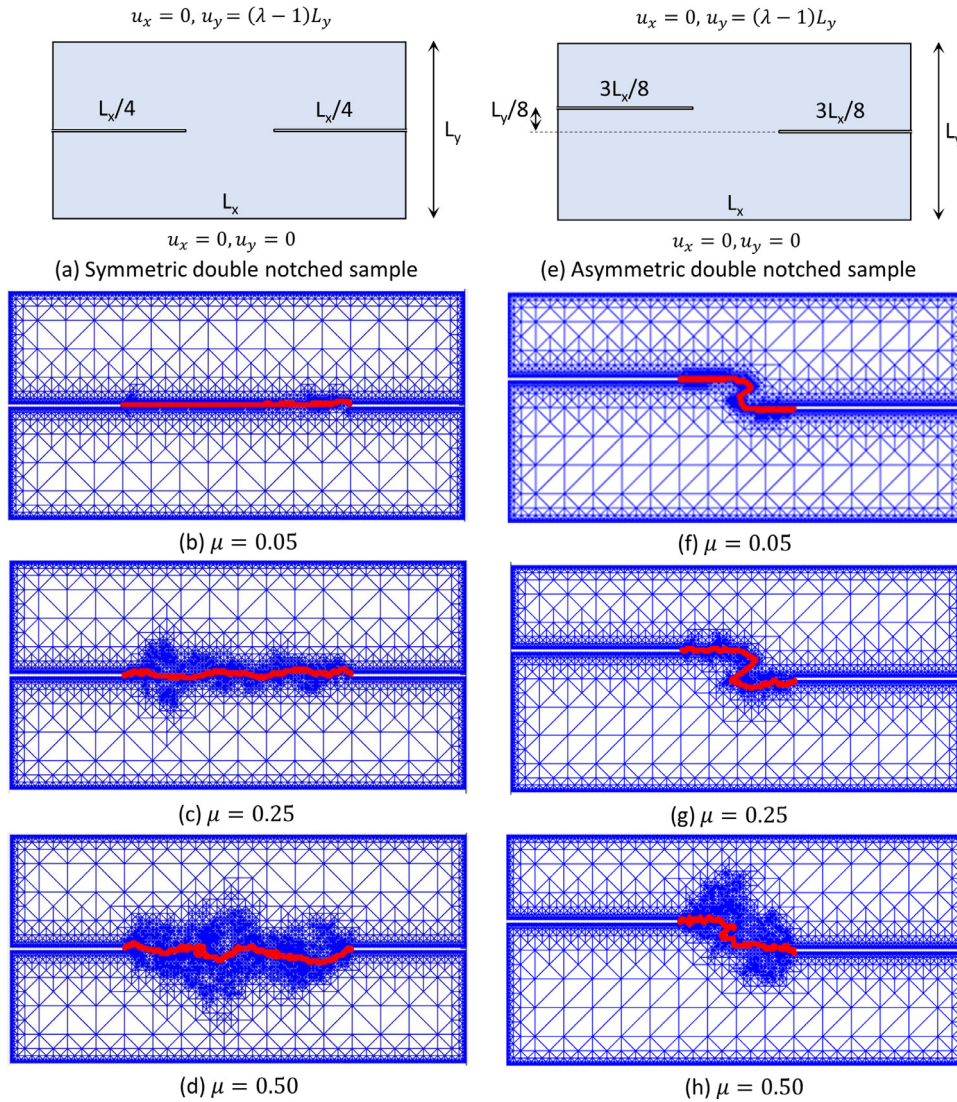 u_x = 0, u_y = (λ − 1)L_y
L_x/4
L_x/4
L_y
L_x
u_x = 0, u_y = 0
(a) Symmetric double notched sample
(b) μ = 0.05
(c) μ = 0.25
(d) μ = 0.50
u_x = 0, u_y = (λ − 1)L_y
3L_x/8
L_y/8
3L_x/8
L_y
L_x
u_x = 0, u_y = 0
(e) Asymmetric double notched sample
(f) μ = 0.05
(g) μ = 0.25
(h) μ = 0.50